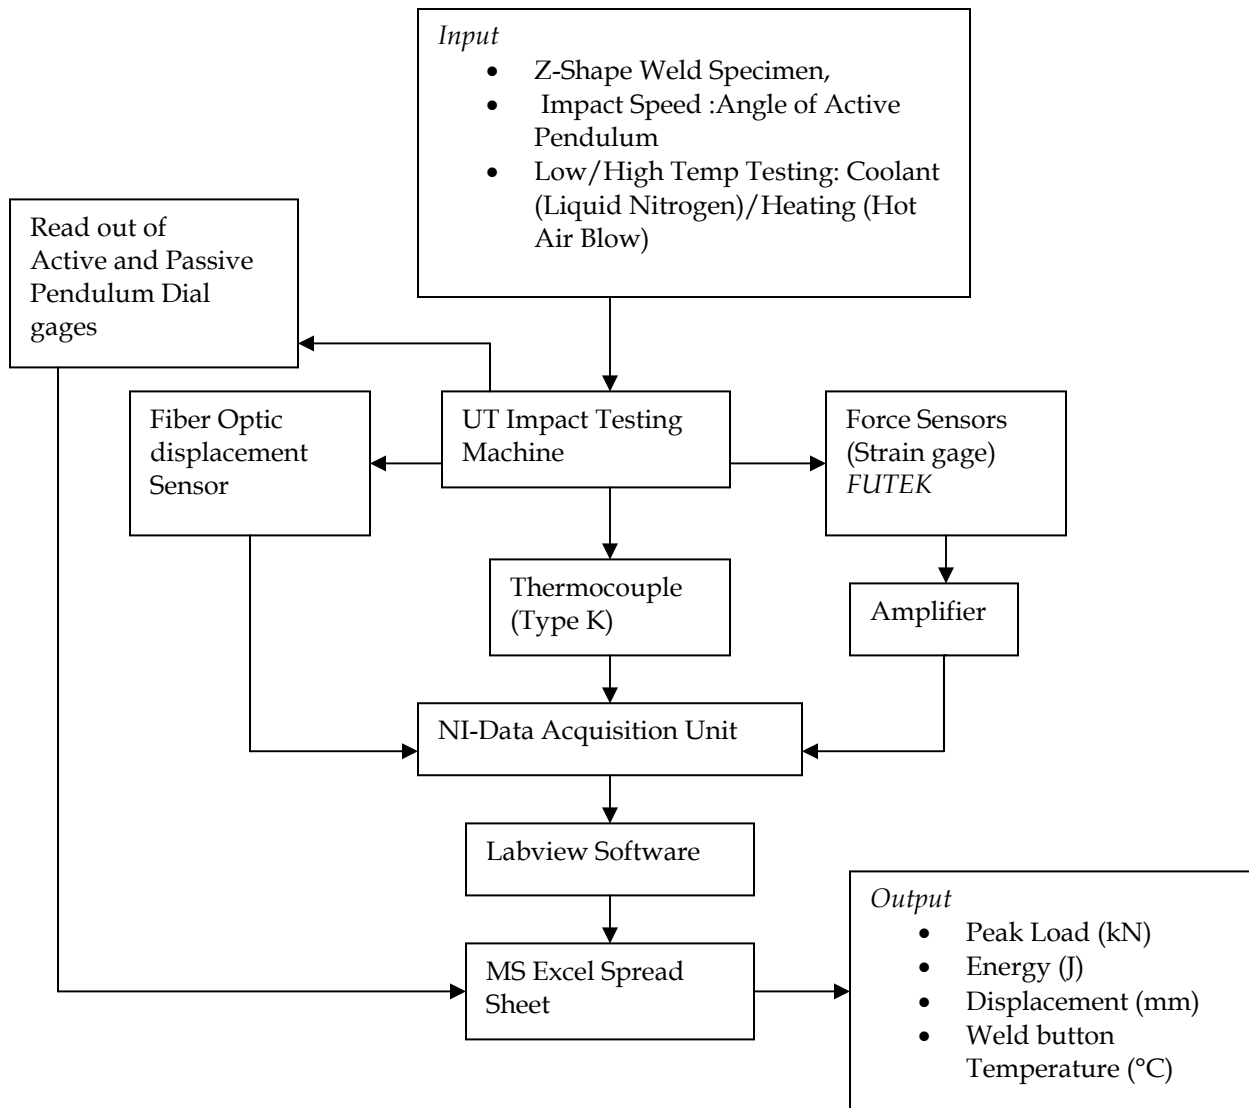 Input
• Z-Shape Weld Specimen,
• Impact Speed :Angle of Active
Pendulum
• Low/High Temp Testing: Coolant
(Liquid Nitrogen)/Heating (Hot
Air Blow)
Read out of
Active and Passive
Pendulum Dial
gages
Fiber Optic
displacement
Sensor
UT Impact Testing
Machine
Force Sensors
(Strain gage)
FUTEK
Thermocouple
(Type K)
Amplifier
NI-Data Acquisition Unit
Labview Software
MS Excel Spread
Sheet
Output
• Peak Load (kN)
• Energy (J)
• Displacement (mm)
• Weld button
Temperature (°C)